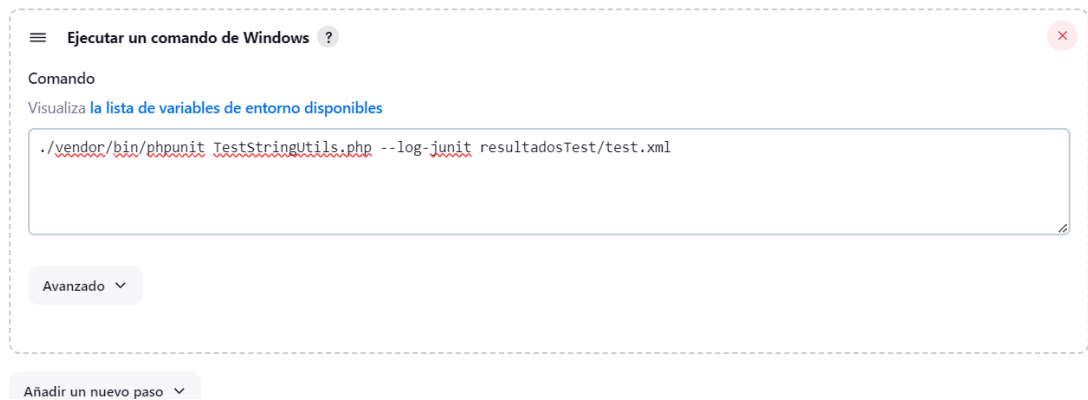 Ejecutar un comando de Windows ?
Comando
Visualiza la lista de variables de entorno disponibles
./vendor/bin/phpunit TestStringUtils.php --log-junit resultadosTest/test.xml
Avanzado
Añadir un nuevo paso